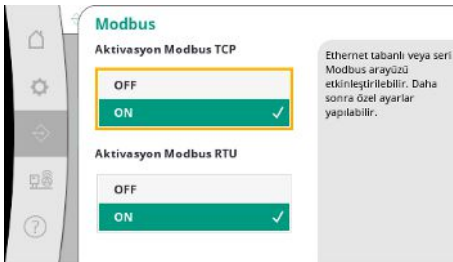 Modbus
Aktivasyon Modbus TCP
OFF
ON
Aktivasyon Modbus RTU
OFF
ON
Ethernet tabanlı veya seri
Modbus arayüzü
etkinleştirilebilir. Daha
sonra özel ayarlar
yapılabilir.